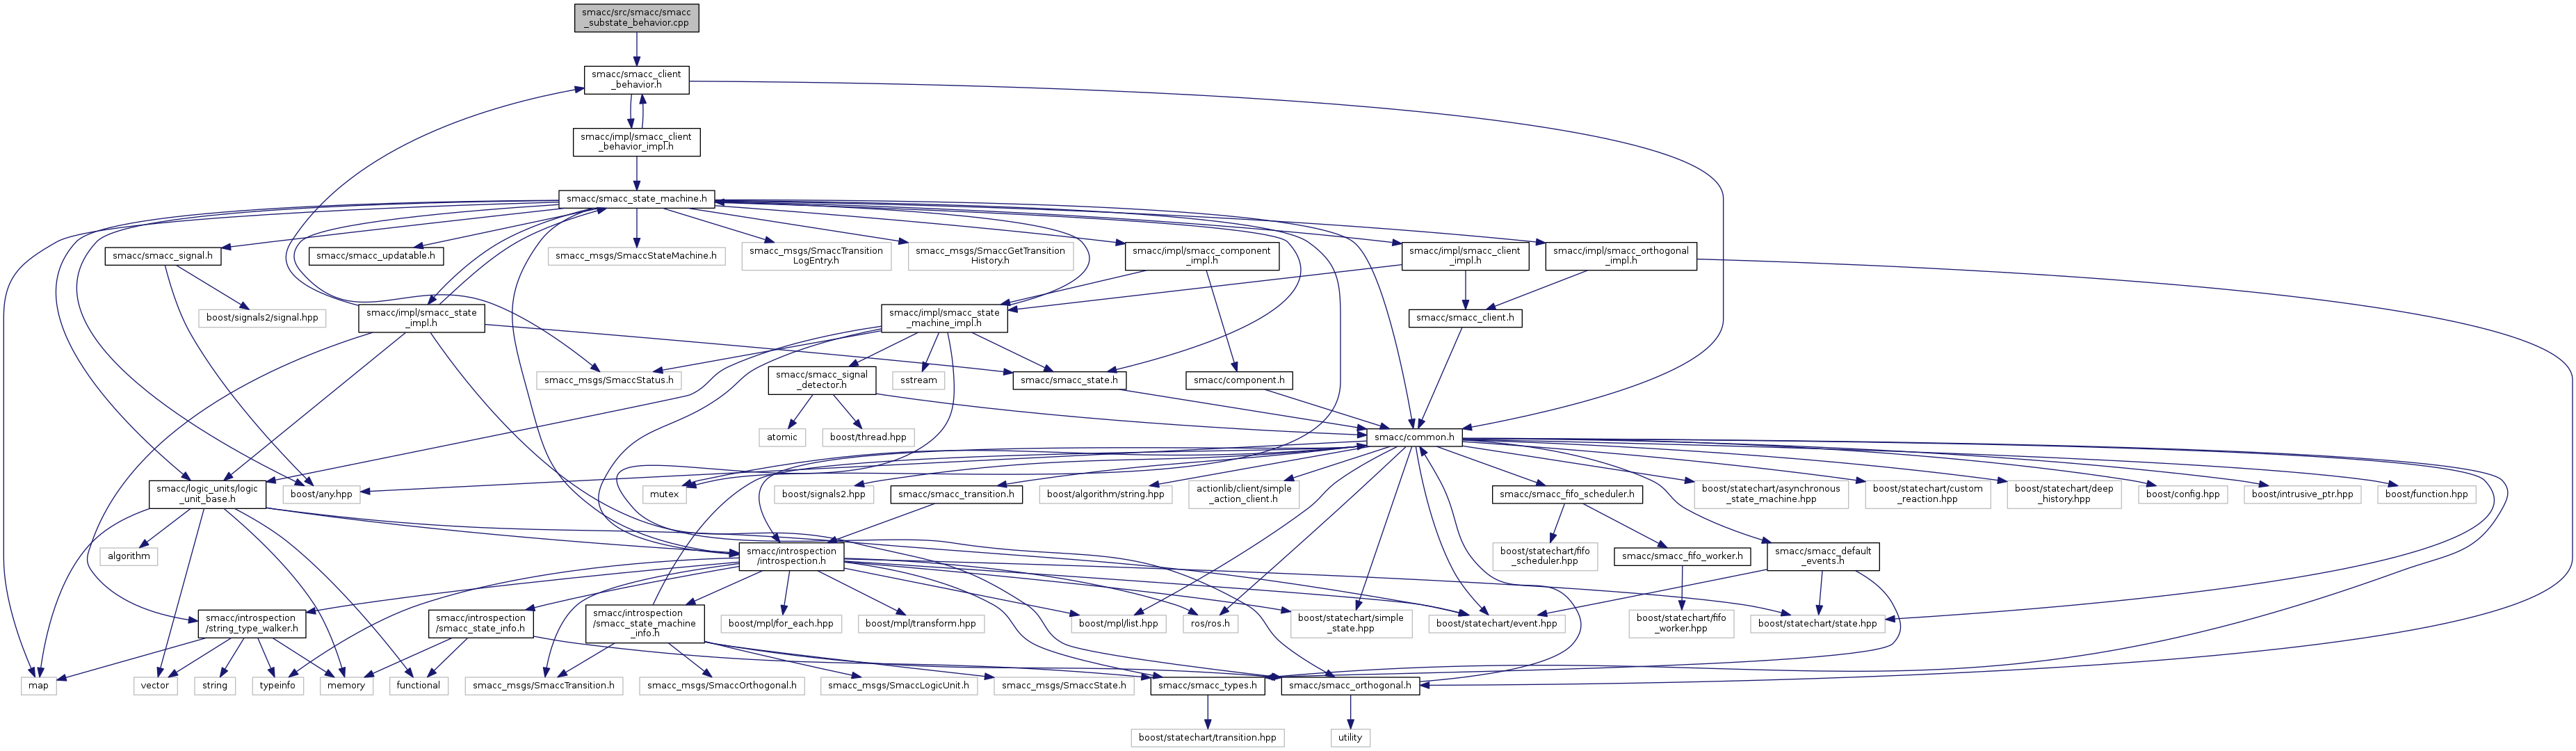 smacc/src/smacc/smacc
_substate_behavior.cpp
smacc/smacc_client
_behavior.h
smacc/impl/smacc_client
_behavior_impl.h
smacc/smacc_state_machine.h
smacc/smacc_signal.h
smacc/smacc_updatable.h
smacc_msgs/SmaccStateMachine.h
smacc_msgs/SmaccTransition
LogEntry.h
smacc_msgs/SmaccGetTransition
History.h
smacc/impl/smacc_component
_impl.h
smacc/impl/smacc_client
_impl.h
smacc/impl/smacc_orthogonal
_impl.h
boost/signals2/signal.hpp
smacc/impl/smacc_state
_impl.h
smacc/impl/smacc_state
_machine_impl.h
smacc/smacc_client.h
smacc_msgs/SmaccStatus.h
smacc/smacc_signal
_detector.h
sstream
smacc/smacc_state.h
smacc/component.h
atomic
boost/thread.hpp
smacc/common.h
smacc/logic_units/logic
_unit_base.h
boost/any.hpp
mutex
boost/signals2.hpp
smacc/smacc_transition.h
boost/algorithm/string.hpp
actionlib/client/simple
_action_client.h
smacc/smacc_fifo_scheduler.h
boost/statechart/asynchronous
_state_machine.hpp
boost/statechart/custom
_reaction.hpp
boost/statechart/deep
_history.hpp
boost/config.hpp
boost/intrusive_ptr.hpp
boost/function.hpp
algorithm
smacc/introspection
/introspection.h
boost/statechart/fifo
_scheduler.hpp
smacc/smacc_fifo_worker.h
smacc/smacc_default
_events.h
smacc/introspection
/string_type_walker.h
smacc/introspection
/smacc_state_info.h
smacc/introspection
/smacc_state_machine
_info.h
boost/mpl/for_each.hpp
boost/mpl/transform.hpp
boost/mpl/list.hpp
ros/ros.h
boost/statechart/simple
_state.hpp
boost/statechart/event.hpp
boost/statechart/fifo
_worker.hpp
boost/statechart/state.hpp
map
vector
string
typeinfo
memory
functional
smacc_msgs/SmaccTransition.h
smacc_msgs/SmaccOrthogonal.h
smacc_msgs/SmaccLogicUnit.h
smacc_msgs/SmaccState.h
smacc/smacc_types.h
smacc/smacc_orthogonal.h
boost/statechart/transition.hpp
utility